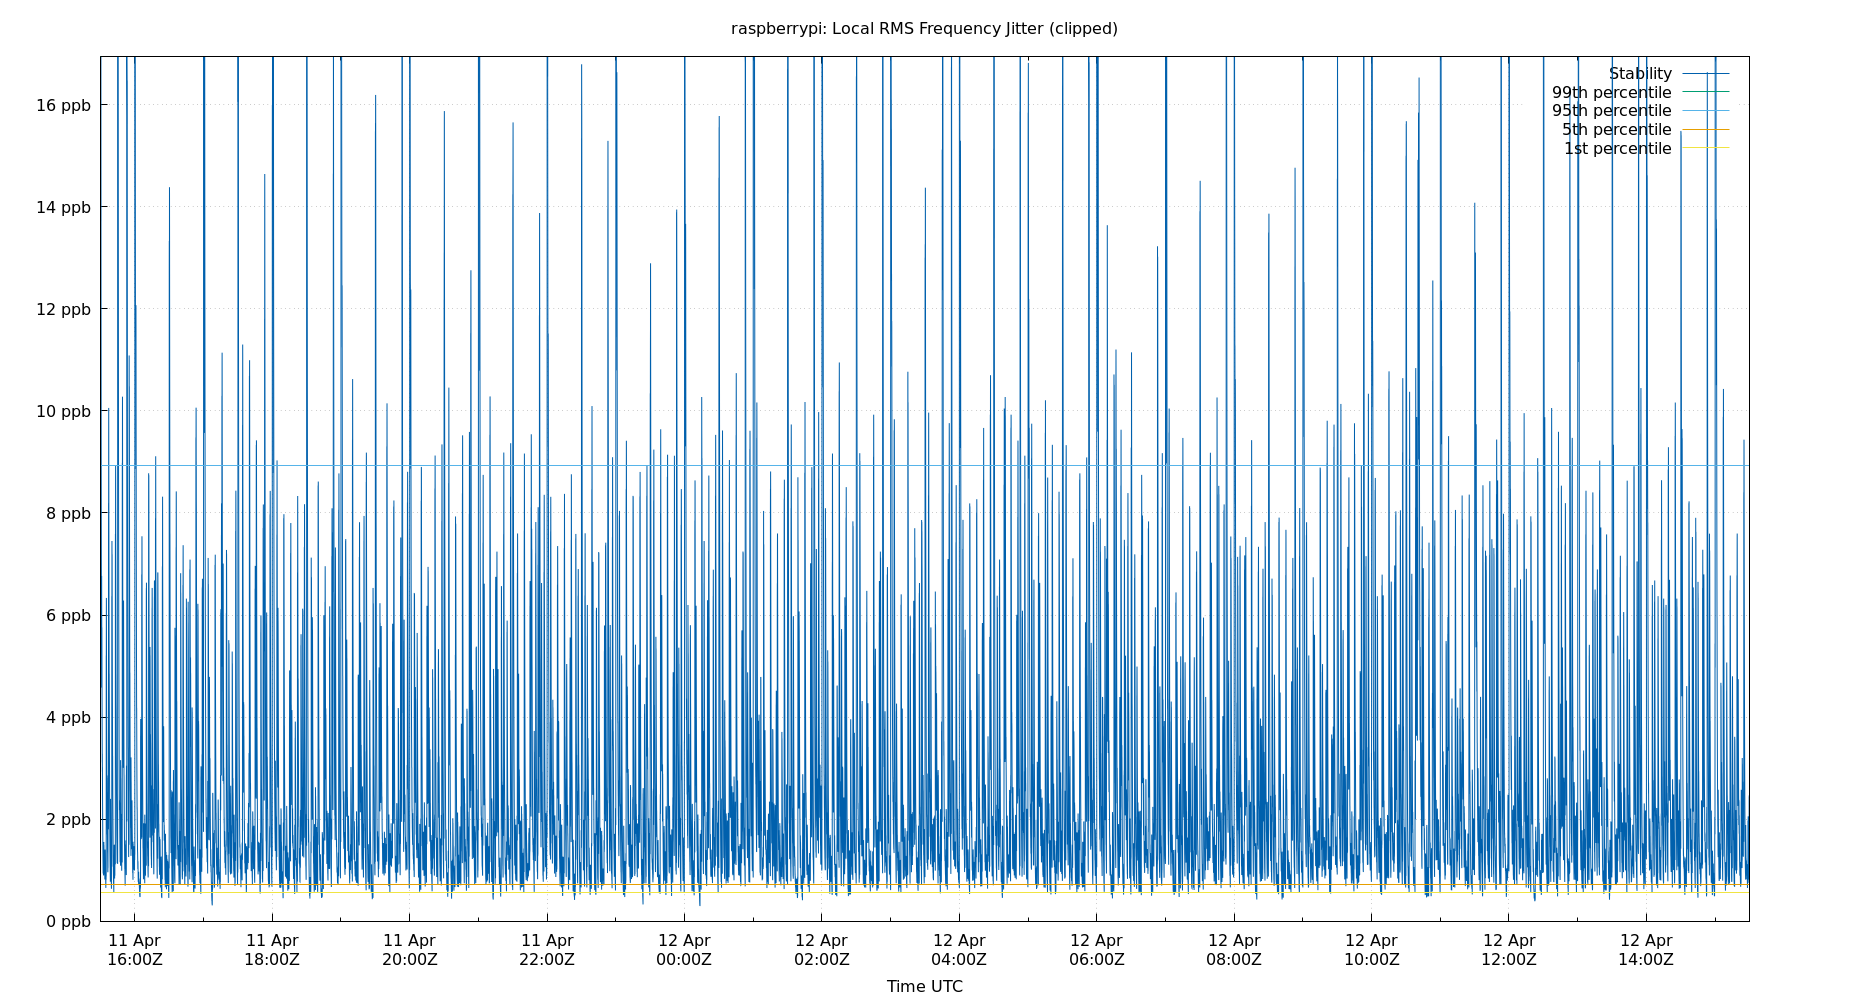 raspberrypi: Local RMS Frequency Jitter (clipped)
Stability
99th percentile
95th percentile
5th percentile
1st percentile
16 ppb
14 ppb
12 ppb
10 ppb
8 ppb
6 ppb
4 ppb
2 ppb
0 ppb
11 Apr 11 Apr 11 Apr 11 Apr 12 Apr 12 Apr 12 Apr 12 Apr 12 Apr 12 Apr 12 Apr 12 Apr
16:00Z 18:00Z 20:00Z 22:00Z 00:00Z 02:00Z 04:00Z 06:00Z 08:00Z 10:00Z 12:00Z 14:00Z
Time UTC